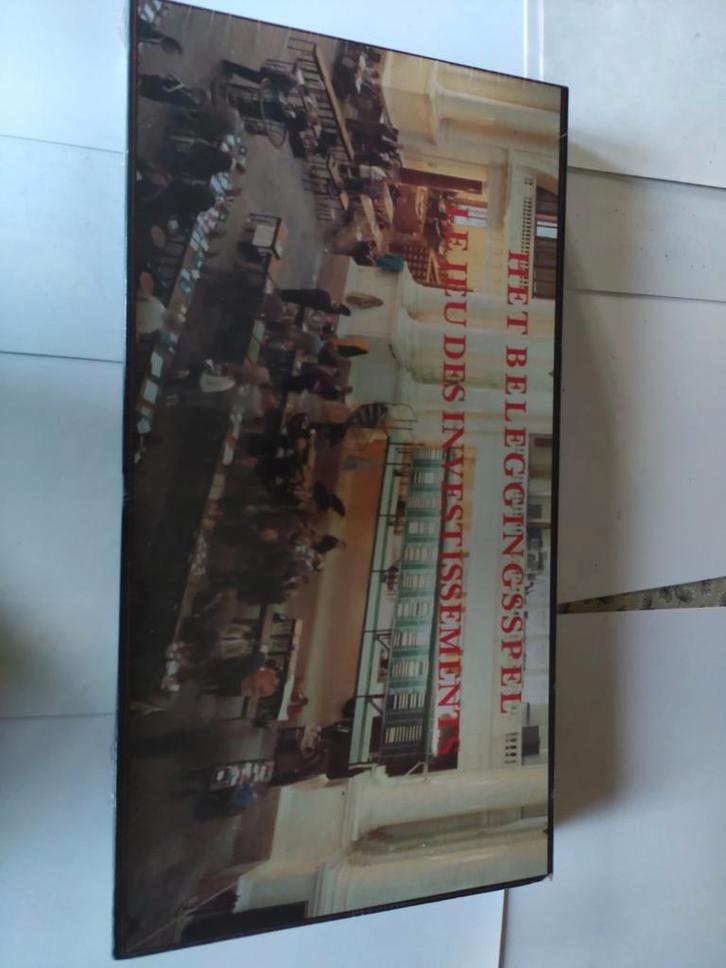 HET BELEGGINGSSPEL
LE JEU DES INVESTISSEMENTS